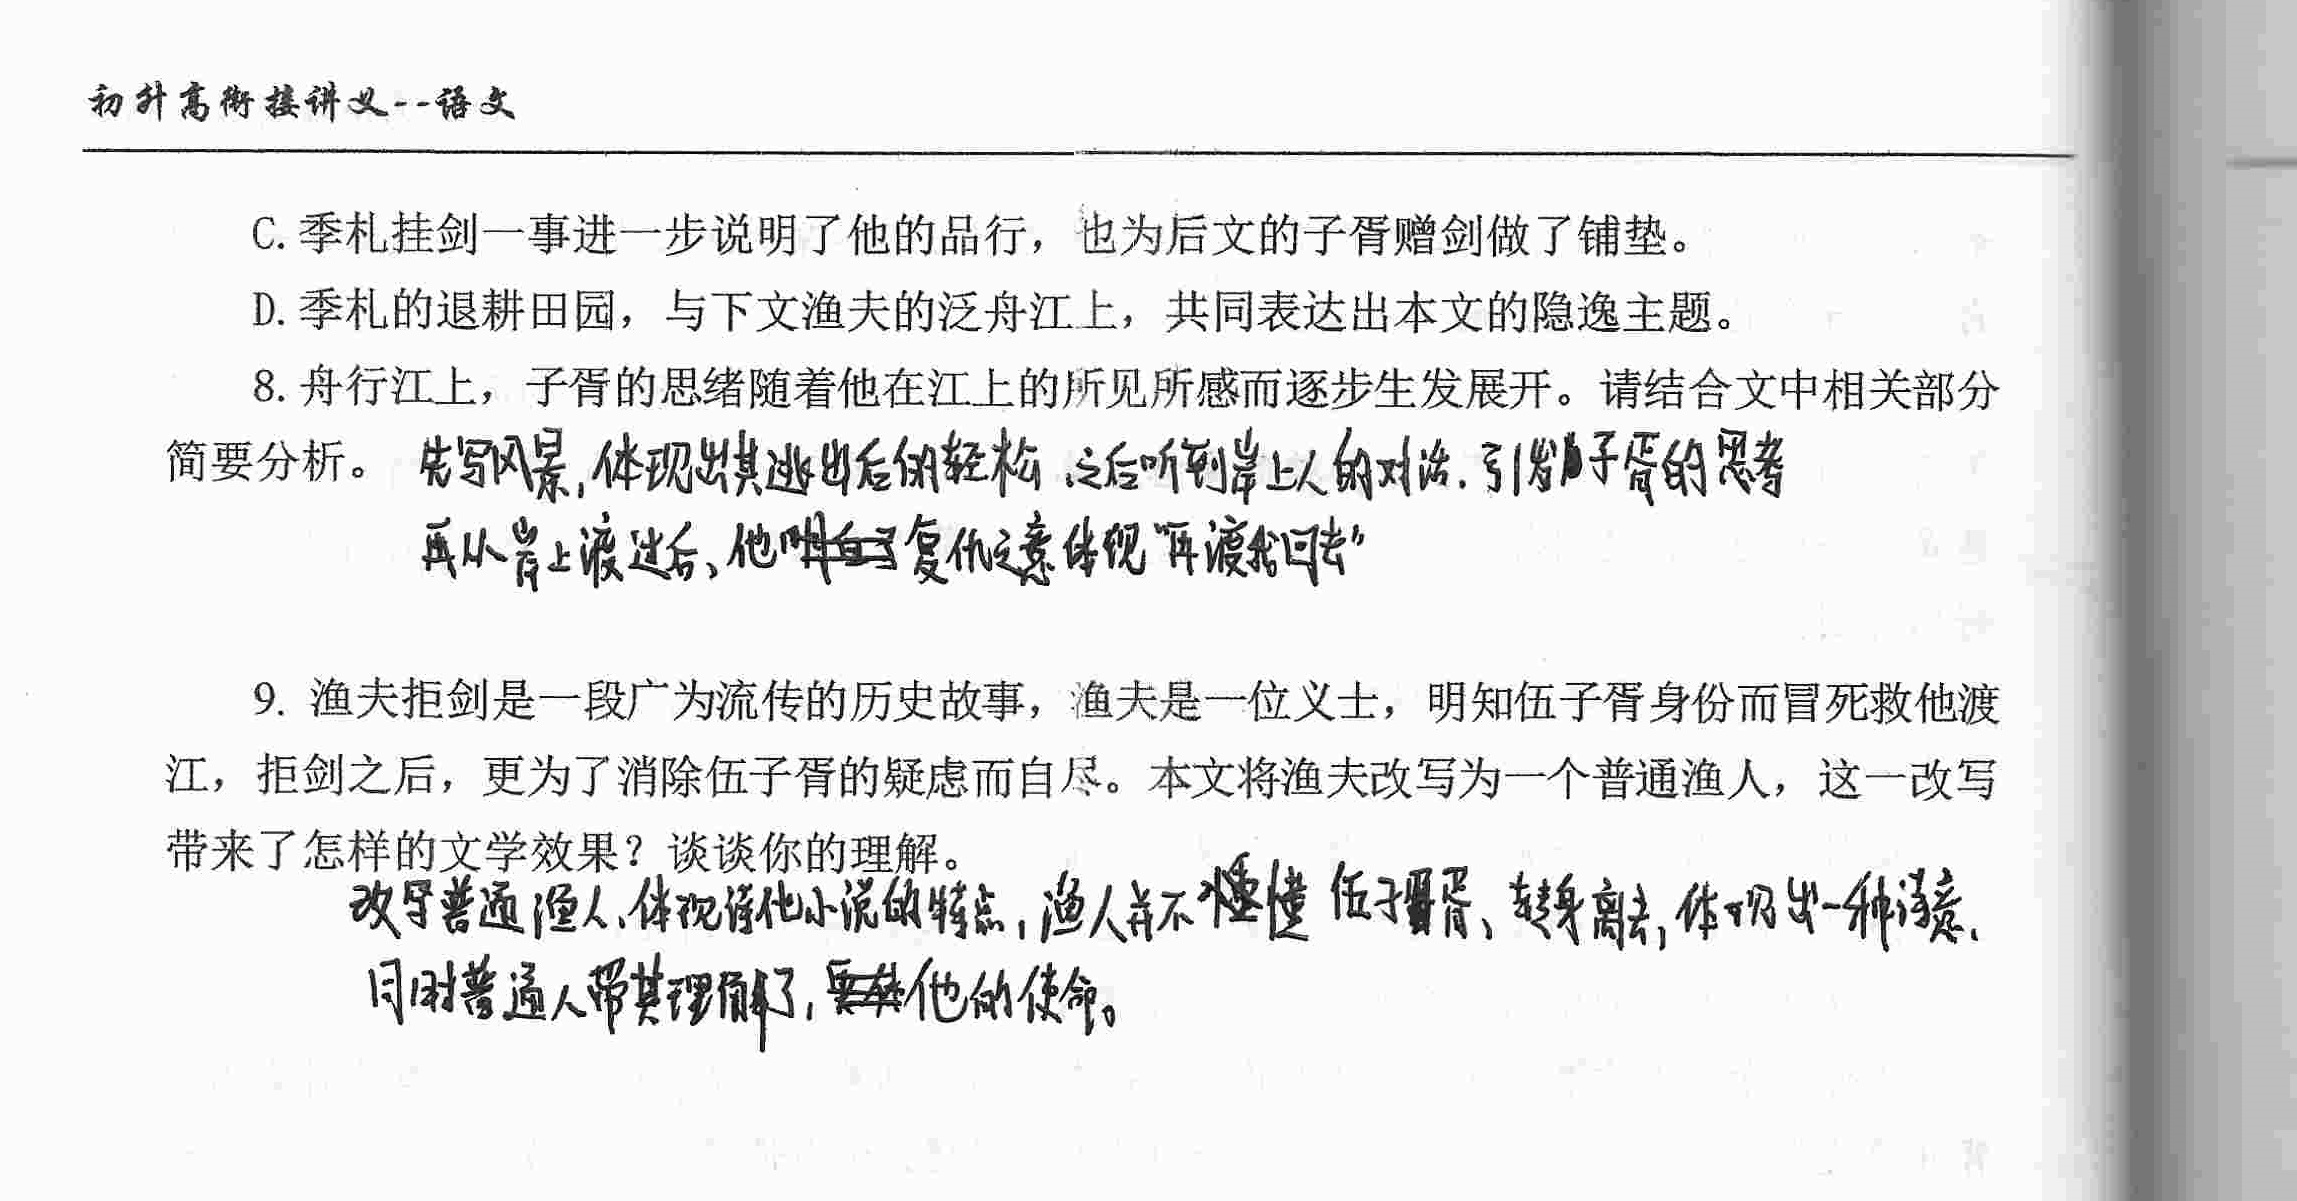 初升高衔接讲义--语文
C. 季札挂剑一事进一步说明了他的品行，也为后文的子胥赠剑做了铺垫。
D. 季札的退耕田园，与下文渔夫的泛舟江上，共同表达出本文的隐逸主题。
8. 舟行江上，子胥的思绪随着他在江上的所见所感而逐步生发展开。请结合文中相关部分
简要分析。 先写风景,体现出其逃出后的轻松.之后听到岸上人的对话.引发子胥的思考
再从岸上渡过后、他复仇之意体现“再渡我回去”
9. 渔夫拒剑是一段广为流传的历史故事，渔夫是一位义士，明知伍子胥身份而冒死救他渡
江，拒剑之后，更为了消除伍子胥的疑虑而自尽。本文将渔夫改写为一个普通渔人，这一改写
带来了怎样的文学效果？谈谈你的理解。
改写普通渔人.体现诗化小说的特点,渔人并不懂伍子胥、转身离去,体现出一种诗意.
同时普通人带其理解了,他的使命。